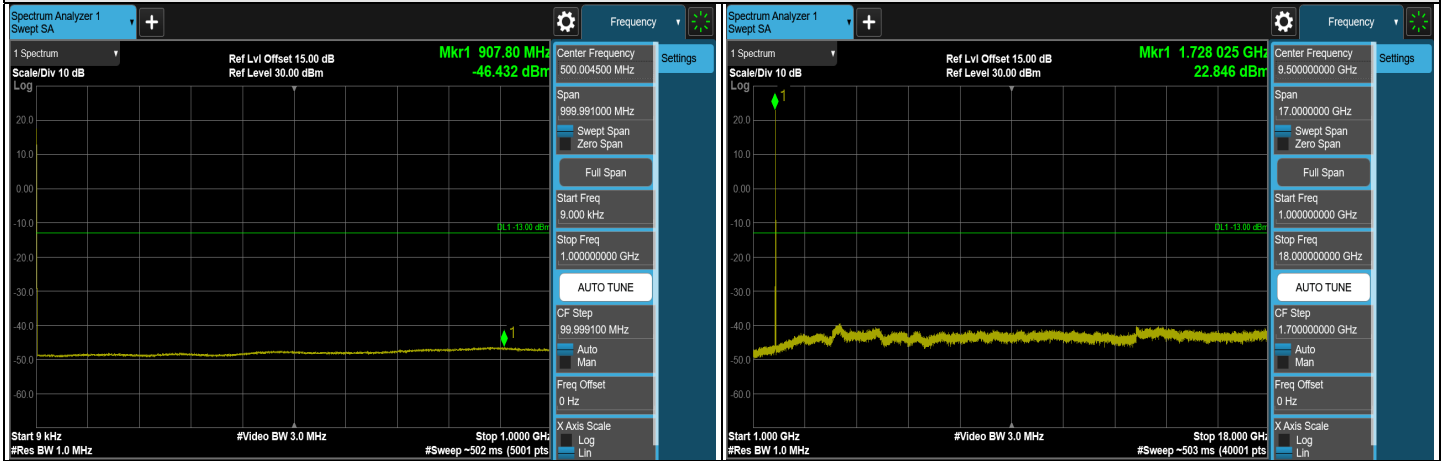 Spectrum Analyzer 1
Swept SA
+
Frequency
1 Spectrum
Scale/Div 10 dB
Log
Ref Lvl Offset 15.00 dB
Ref Level 30.00 dBm
Mkr1 907.80 MHz
-46.432 dBm
20.0
10.0
0.00
-10.0
-20.0
-30.0
-40.0
-50.0
-60.0
DL1 -13.00 dBm
1
Start 9 kHz
#Res BW 1.0 MHz
#Video BW 3.0 MHz
Stop 1.0000 GHz
#Sweep ~502 ms (5001 pts
Center Frequency
500.004500 MHz
Settings
Span
999.991000 MHz
Swept Span
Zero Span
Full Span
Start Freq
9.000 kHz
Stop Freq
1.000000000 GHz
AUTO TUNE
CF Step
99.999100 MHz
Auto
Man
Freq Offset
0 Hz
X Axis Scale
Log
Lin
Spectrum Analyzer 1
Swept SA
+
Frequency
1 Spectrum
Scale/Div 10 dB
Log
Ref Lvl Offset 15.00 dB
Ref Level 30.00 dBm
Mkr1 1.728 025 GHz
22.846 dBm
1
20.0
10.0
0.00
-10.0
-20.0
-30.0
-40.0
-50.0
-60.0
DL1 -13.00 dBm
Start 1.000 GHz
#Res BW 1.0 MHz
#Video BW 3.0 MHz
Stop 18.000 GHz
#Sweep ~503 ms (40001 pts
Center Frequency
9.500000000 GHz
Settings
Span
17.0000000 GHz
Swept Span
Zero Span
Full Span
Start Freq
1.000000000 GHz
Stop Freq
18.000000000 GHz
AUTO TUNE
CF Step
1.700000000 GHz
Auto
Man
Freq Offset
0 Hz
X Axis Scale
Log
Lin